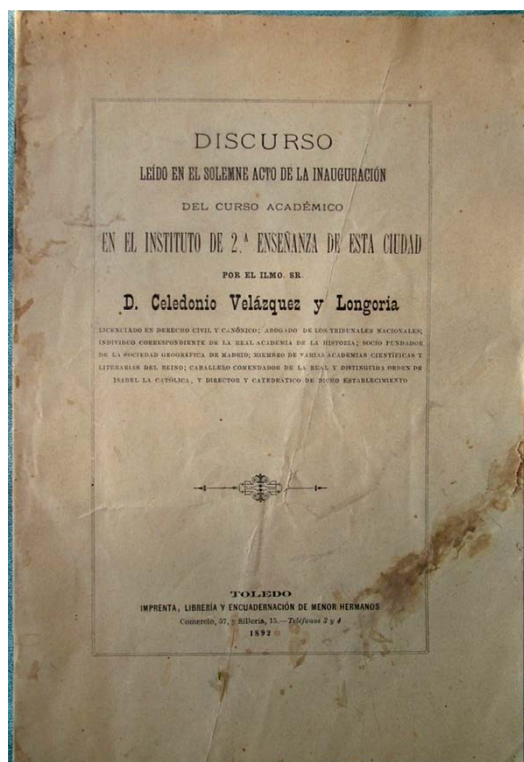 DISCURSO
LEÍDO EN EL SOLEMNE ACTO DE LA INAUGURACIÓN
DEL CURSO ACADÉMICO
EN EL INSTITUTO DE 2.ª ENSEÑANZA DE ESTA CIUDAD
POR EL ILMO. SR.
D. Celedonio Velázquez y Longoria
LICENCIADO EN DERECHO CIVIL Y CANÓNICO; ABOGADO DE LOS TRIBUNALES NACIONALES;
INDIVIDUO CORRESPONDIENTE DE LA REAL ACADEMIA DE LA HISTORIA; SOCIO FUNDADOR
DE LA SOCIEDAD GEOGRÁFICA DE MADRID; MIEMBRO DE VARIAS ACADEMIAS CIENTÍFICAS Y
LITERARIAS DEL REINO; CABALLERO COMENDADOR DE LA REAL Y DISTINGUIDA ORDEN DE
ISABEL LA CATÓLICA, Y DIRECTOR Y CATEDRÁTICO DE DICHO ESTABLECIMIENTO
TOLEDO
IMPRENTA, LIBRERÍA Y ENCUADERNACIÓN DE MENOR HERMANOS
Comercio, 57, y Sillería, 15.—Teléfonos 3 y 4
1892